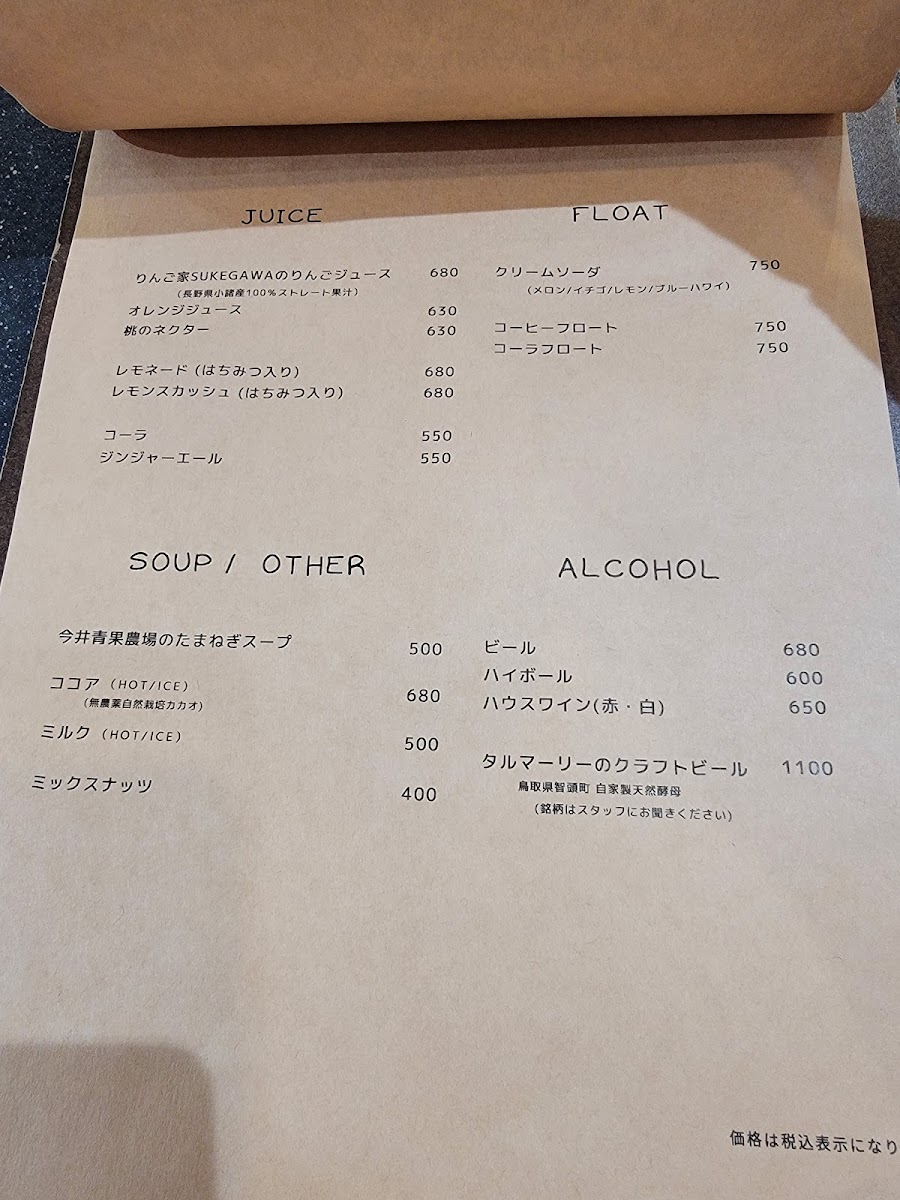 JUICE
りんご家SUKEGAWAのりんごジュース 680
(長野県小諸産100%ストレート果汁)
オレンジジュース 630
桃のネクター 630
レモネード (はちみつ入り) 680
レモンスカッシュ (はちみつ入り) 680
コーラ 550
ジンジャーエール 550
FLOAT
クリームソーダ 750
(メロン/イチゴ/レモン/ブルーハワイ)
コーヒーフロート 750
コーラフロート 750
SOUP / OTHER
今井青果農場のたまねぎスープ 500
ココア (HOT/ICE) 680
(無農薬自然栽培カカオ)
ミルク (HOT/ICE) 500
ミックスナッツ 400
ALCOHOL
ビール 680
ハイボール 600
ハウスワイン(赤・白) 650
タルマーリーのクラフトビール 1100
鳥取県智頭町 自家製天然酵母
(銘柄はスタッフにお聞きください)
価格は税込表示になり